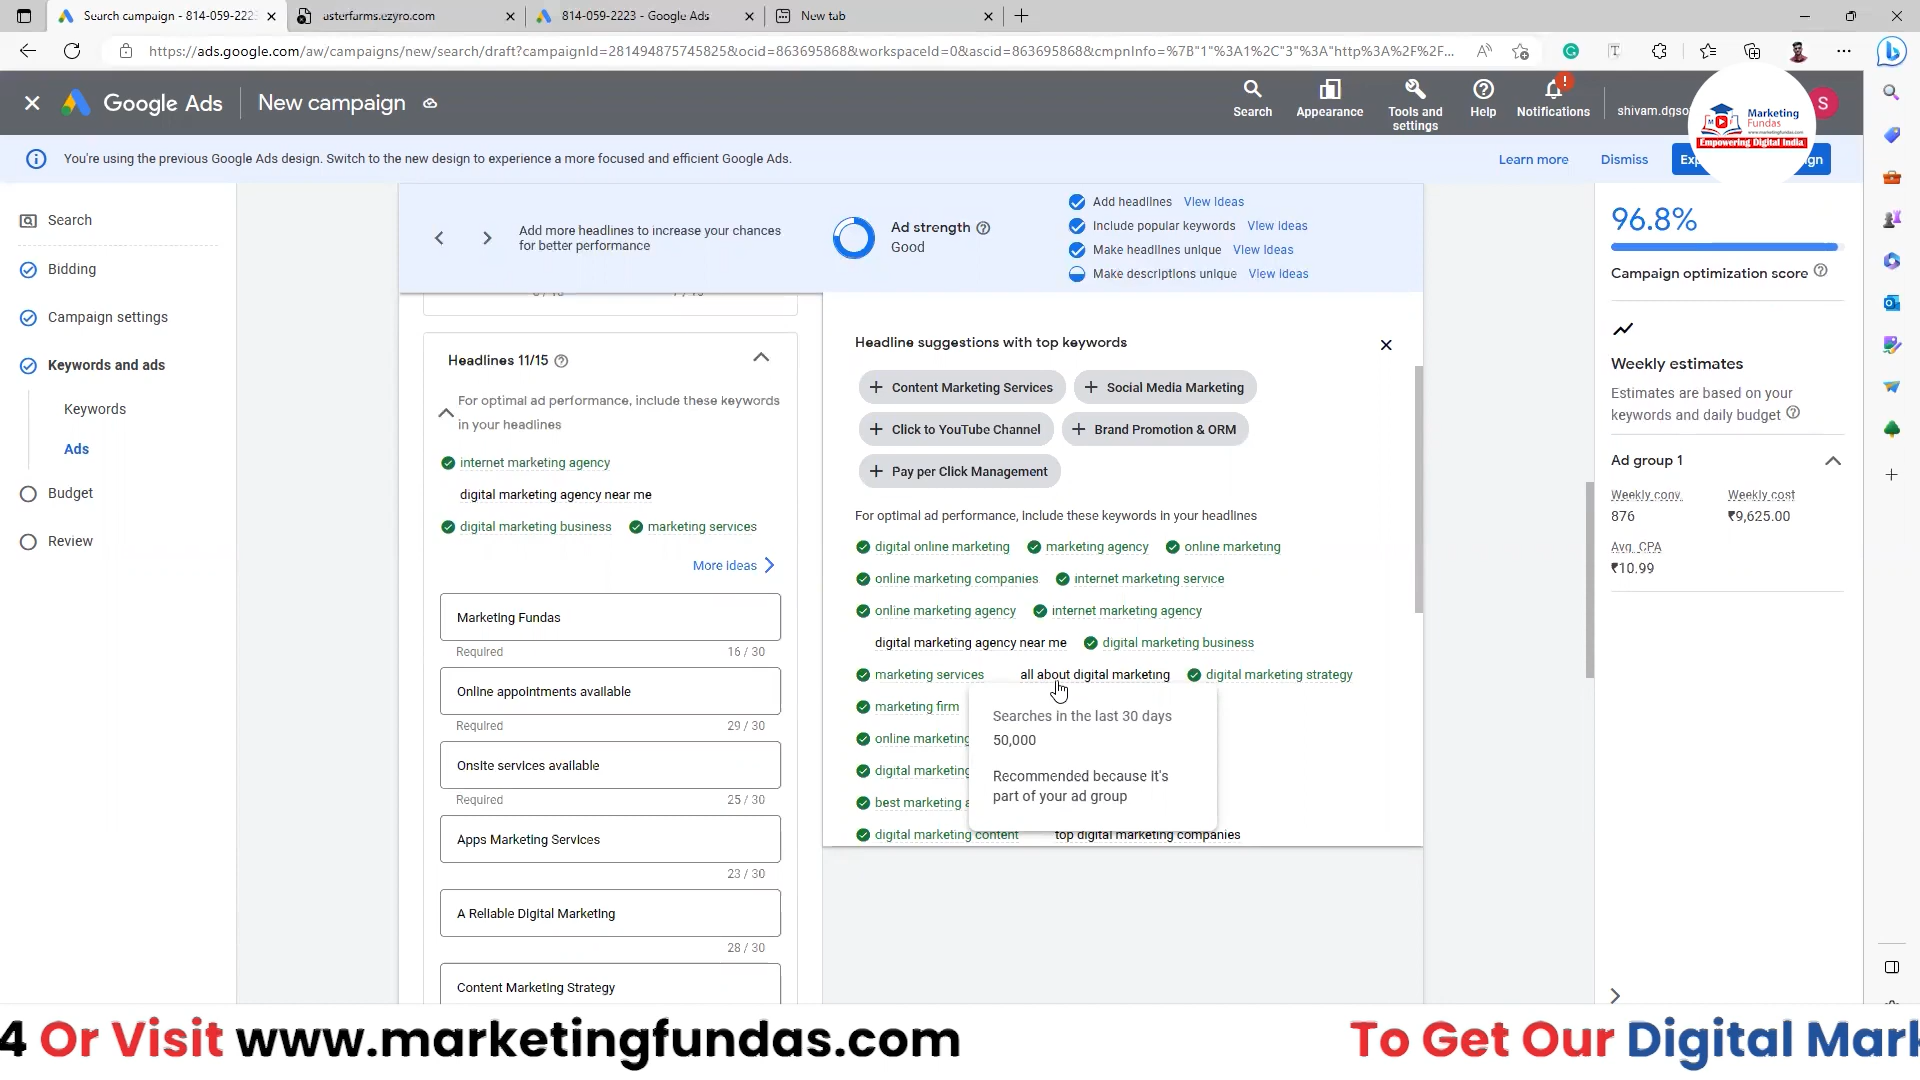 Search campaign - 814-059-222
asterfarms.ezyro.com
814-059-2223 - Google Ads
New tab
https://ads.google.com/aw/campaigns/new/search/draft?campaignId=281494875745825&ocid=863695868&workspaceId=0&ascid=863695868&cmpnInfo=%7B"1"%3A1%2C"3"%3A"http%3A%2F%2F...
Google Ads
New campaign
Search
Appearance
Tools and settings
Help
Notifications
shivam.dgso
S
Marketing
Fundas
www.marketingfundas.com
Empowering Digital India
You're using the previous Google Ads design. Switch to the new design to experience a more focused and efficient Google Ads.
Learn more
Dismiss
Exp
gn
Search
Bidding
Campaign settings
Keywords and ads
Keywords
Ads
Budget
Review
Add more headlines to increase your chances
for better performance
Ad strength
Good
Add headlines View ideas
Include popular keywords View ideas
Make headlines unique View ideas
Make descriptions unique View ideas
Headlines 11/15
For optimal ad performance, include these keywords
in your headlines
internet marketing agency
digital marketing agency near me
digital marketing business marketing services
More ideas
Marketing Fundas
Required 16 / 30
Online appointments available
Required 29 / 30
Onsite services available
Required 25 / 30
Apps Marketing Services
23 / 30
A Reliable Digital Marketing
28 / 30
Content Marketing Strategy
Headline suggestions with top keywords
Content Marketing Services Social Media Marketing
Click to YouTube Channel Brand Promotion & ORM
Pay per Click Management
For optimal ad performance, include these keywords in your headlines
digital online marketing marketing agency online marketing
online marketing companies internet marketing service
online marketing agency internet marketing agency
digital marketing agency near me digital marketing business
marketing services all about digital marketing digital marketing strategy
marketing firm
online marketing
digital marketing
best marketing a
digital marketing content top digital marketing companies
Searches in the last 30 days
50,000
Recommended because it's
part of your ad group
96.8%
Campaign optimization score
Weekly estimates
Estimates are based on your
keywords and daily budget
Ad group 1
Weekly conv. Weekly cost
876 ₹9,625.00
Avg. CPA
₹10.99
4 Or Visit www.marketingfundas.com To Get Our Digital Mark